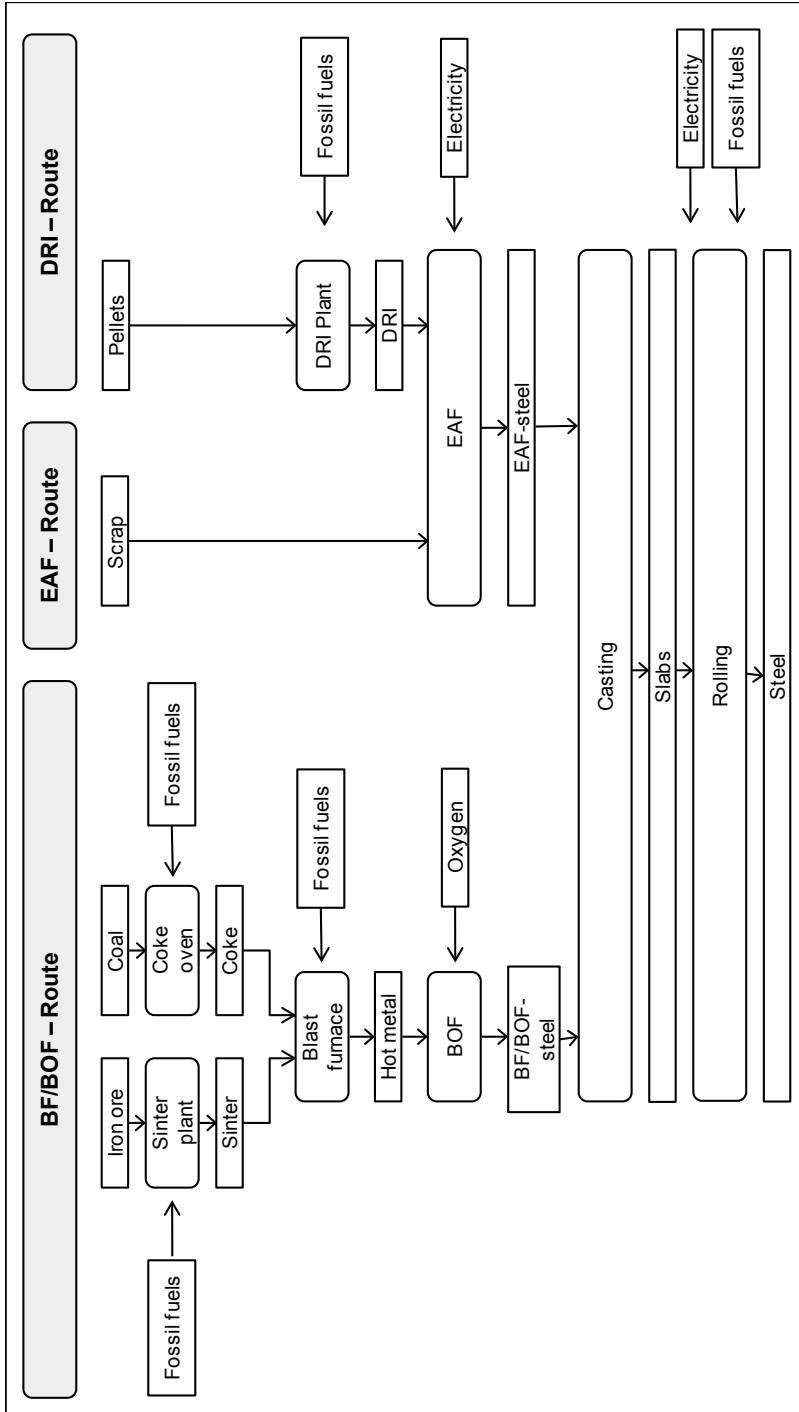 BF/BOF – Route
EAF – Route
DRI – Route
Iron ore
Coal
Scrap
Pellets
Fossil fuels
Sinter
plant
Coke
oven
Fossil fuels
Sinter
Coke
Blast
furnace
Fossil fuels
DRI Plant
Fossil fuels
Hot metal
DRI
BOF
Oxygen
EAF
Electricity
BF/BOF-
steel
EAF-steel
Casting
Slabs
Electricity
Rolling
Fossil fuels
Steel